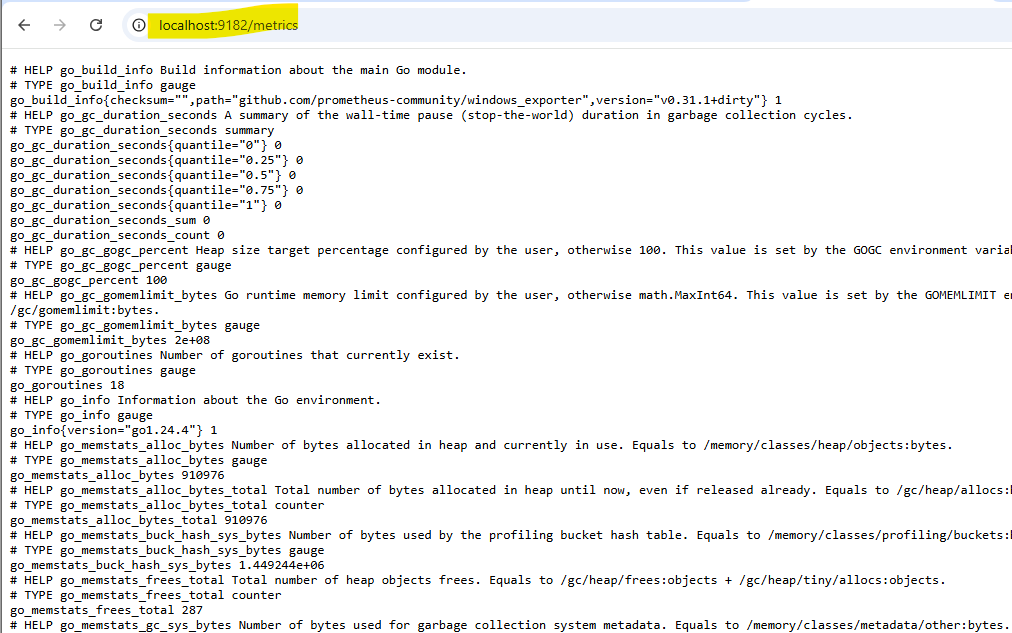 localhost:9182/metrics
# HELP go_build_info Build information about the main Go module.
# TYPE go_build_info gauge
go_build_info{checksum="",path="github.com/prometheus-community/windows_exporter",version="v0.31.1+dirty"} 1
# HELP go_gc_duration_seconds A summary of the wall-time pause (stop-the-world) duration in garbage collection cycles.
# TYPE go_gc_duration_seconds summary
go_gc_duration_seconds{quantile="0"} 0
go_gc_duration_seconds{quantile="0.25"} 0
go_gc_duration_seconds{quantile="0.5"} 0
go_gc_duration_seconds{quantile="0.75"} 0
go_gc_duration_seconds{quantile="1"} 0
go_gc_duration_seconds_sum 0
go_gc_duration_seconds_count 0
# HELP go_gc_gogc_percent Heap size target percentage configured by the user, otherwise 100. This value is set by the GOGC environment
# TYPE go_gc_gogc_percent gauge
go_gc_gogc_percent 100
# HELP go_gc_gomemlimit_bytes Go runtime memory limit configured by the user, otherwise math.MaxInt64. This value is set by the GOMEMLIMIT
/gc/gomemlimit:bytes.
# TYPE go_gc_gomemlimit_bytes gauge
go_gc_gomemlimit_bytes 2e+08
# HELP go_goroutines Number of goroutines that currently exist.
# TYPE go_goroutines gauge
go_goroutines 18
# HELP go_info Information about the Go environment.
# TYPE go_info gauge
go_info{version="go1.24.4"} 1
# HELP go_memstats_alloc_bytes Number of bytes allocated in heap and currently in use. Equals to /memory/classes/heap/objects:bytes.
# TYPE go_memstats_alloc_bytes gauge
go_memstats_alloc_bytes 910976
# HELP go_memstats_alloc_bytes_total Total number of bytes allocated in heap until now, even if released already. Equals to /gc/heap/allocs:
# TYPE go_memstats_alloc_bytes_total counter
go_memstats_alloc_bytes_total 910976
# HELP go_memstats_buck_hash_sys_bytes Number of bytes used by the profiling bucket hash table. Equals to /memory/classes/profiling/buckets:
# TYPE go_memstats_buck_hash_sys_bytes gauge
go_memstats_buck_hash_sys_bytes 1.449244e+06
# HELP go_memstats_frees_total Total number of heap objects frees. Equals to /gc/heap/frees:objects + /gc/heap/tiny/allocs:objects.
# TYPE go_memstats_frees_total counter
go_memstats_frees_total 287
# HELP go_memstats_gc_sys_bytes Number of bytes used for garbage collection system metadata. Equals to /memory/classes/metadata/other:bytes.